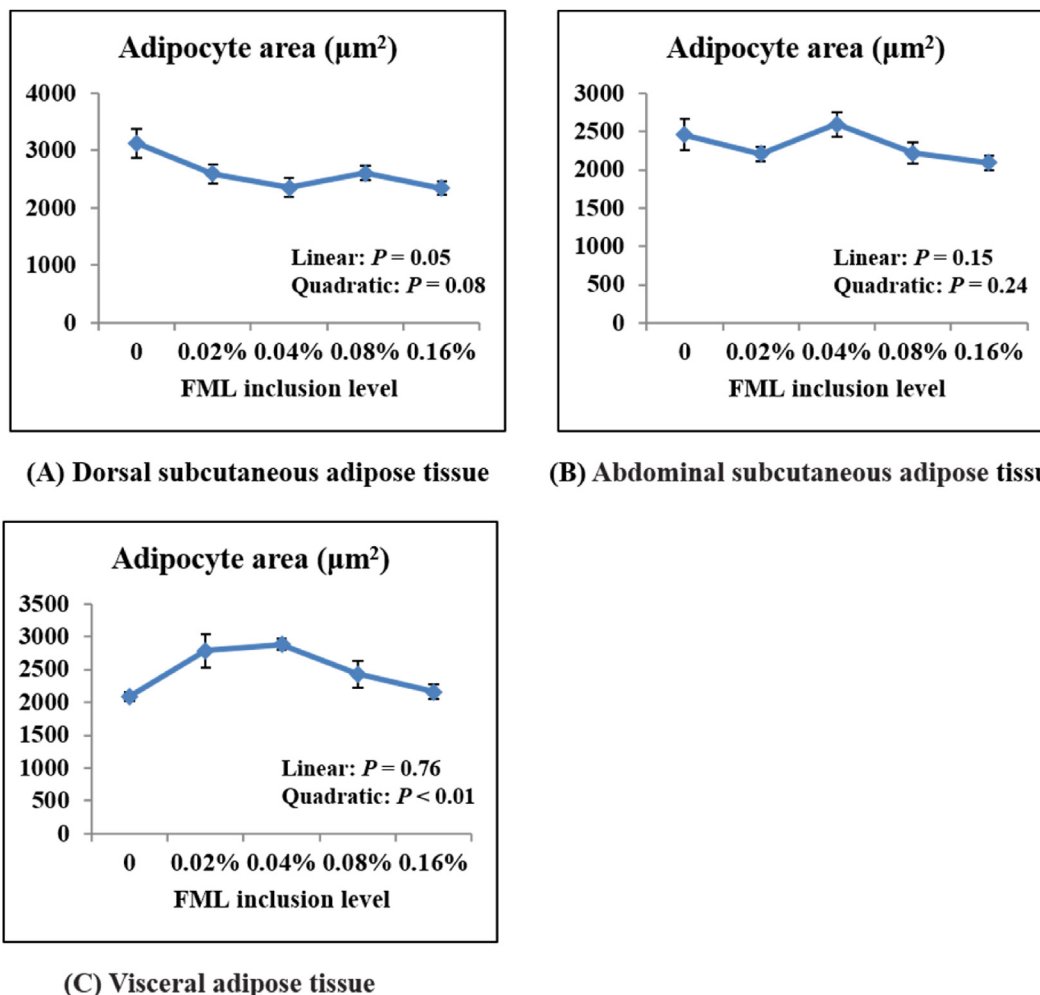 Adipocyte area (µm²)
4000
3000
2000
1000
0
0 0.02% 0.04% 0.08% 0.16%
FML inclusion level
Linear: P = 0.05
Quadratic: P = 0.08
(A) Dorsal subcutaneous adipose tissue
Adipocyte area (µm²)
3000
2500
2000
1500
1000
500
0
0 0.02% 0.04% 0.08% 0.16%
FML inclusion level
Linear: P = 0.15
Quadratic: P = 0.24
(B) Abdominal subcutaneous adipose
Adipocyte area (µm²)
3500
3000
2500
2000
1500
1000
500
0
0 0.02% 0.04% 0.08% 0.16%
FML inclusion level
Linear: P = 0.76
Quadratic: P < 0.01
(C) Visceral adipose tissue